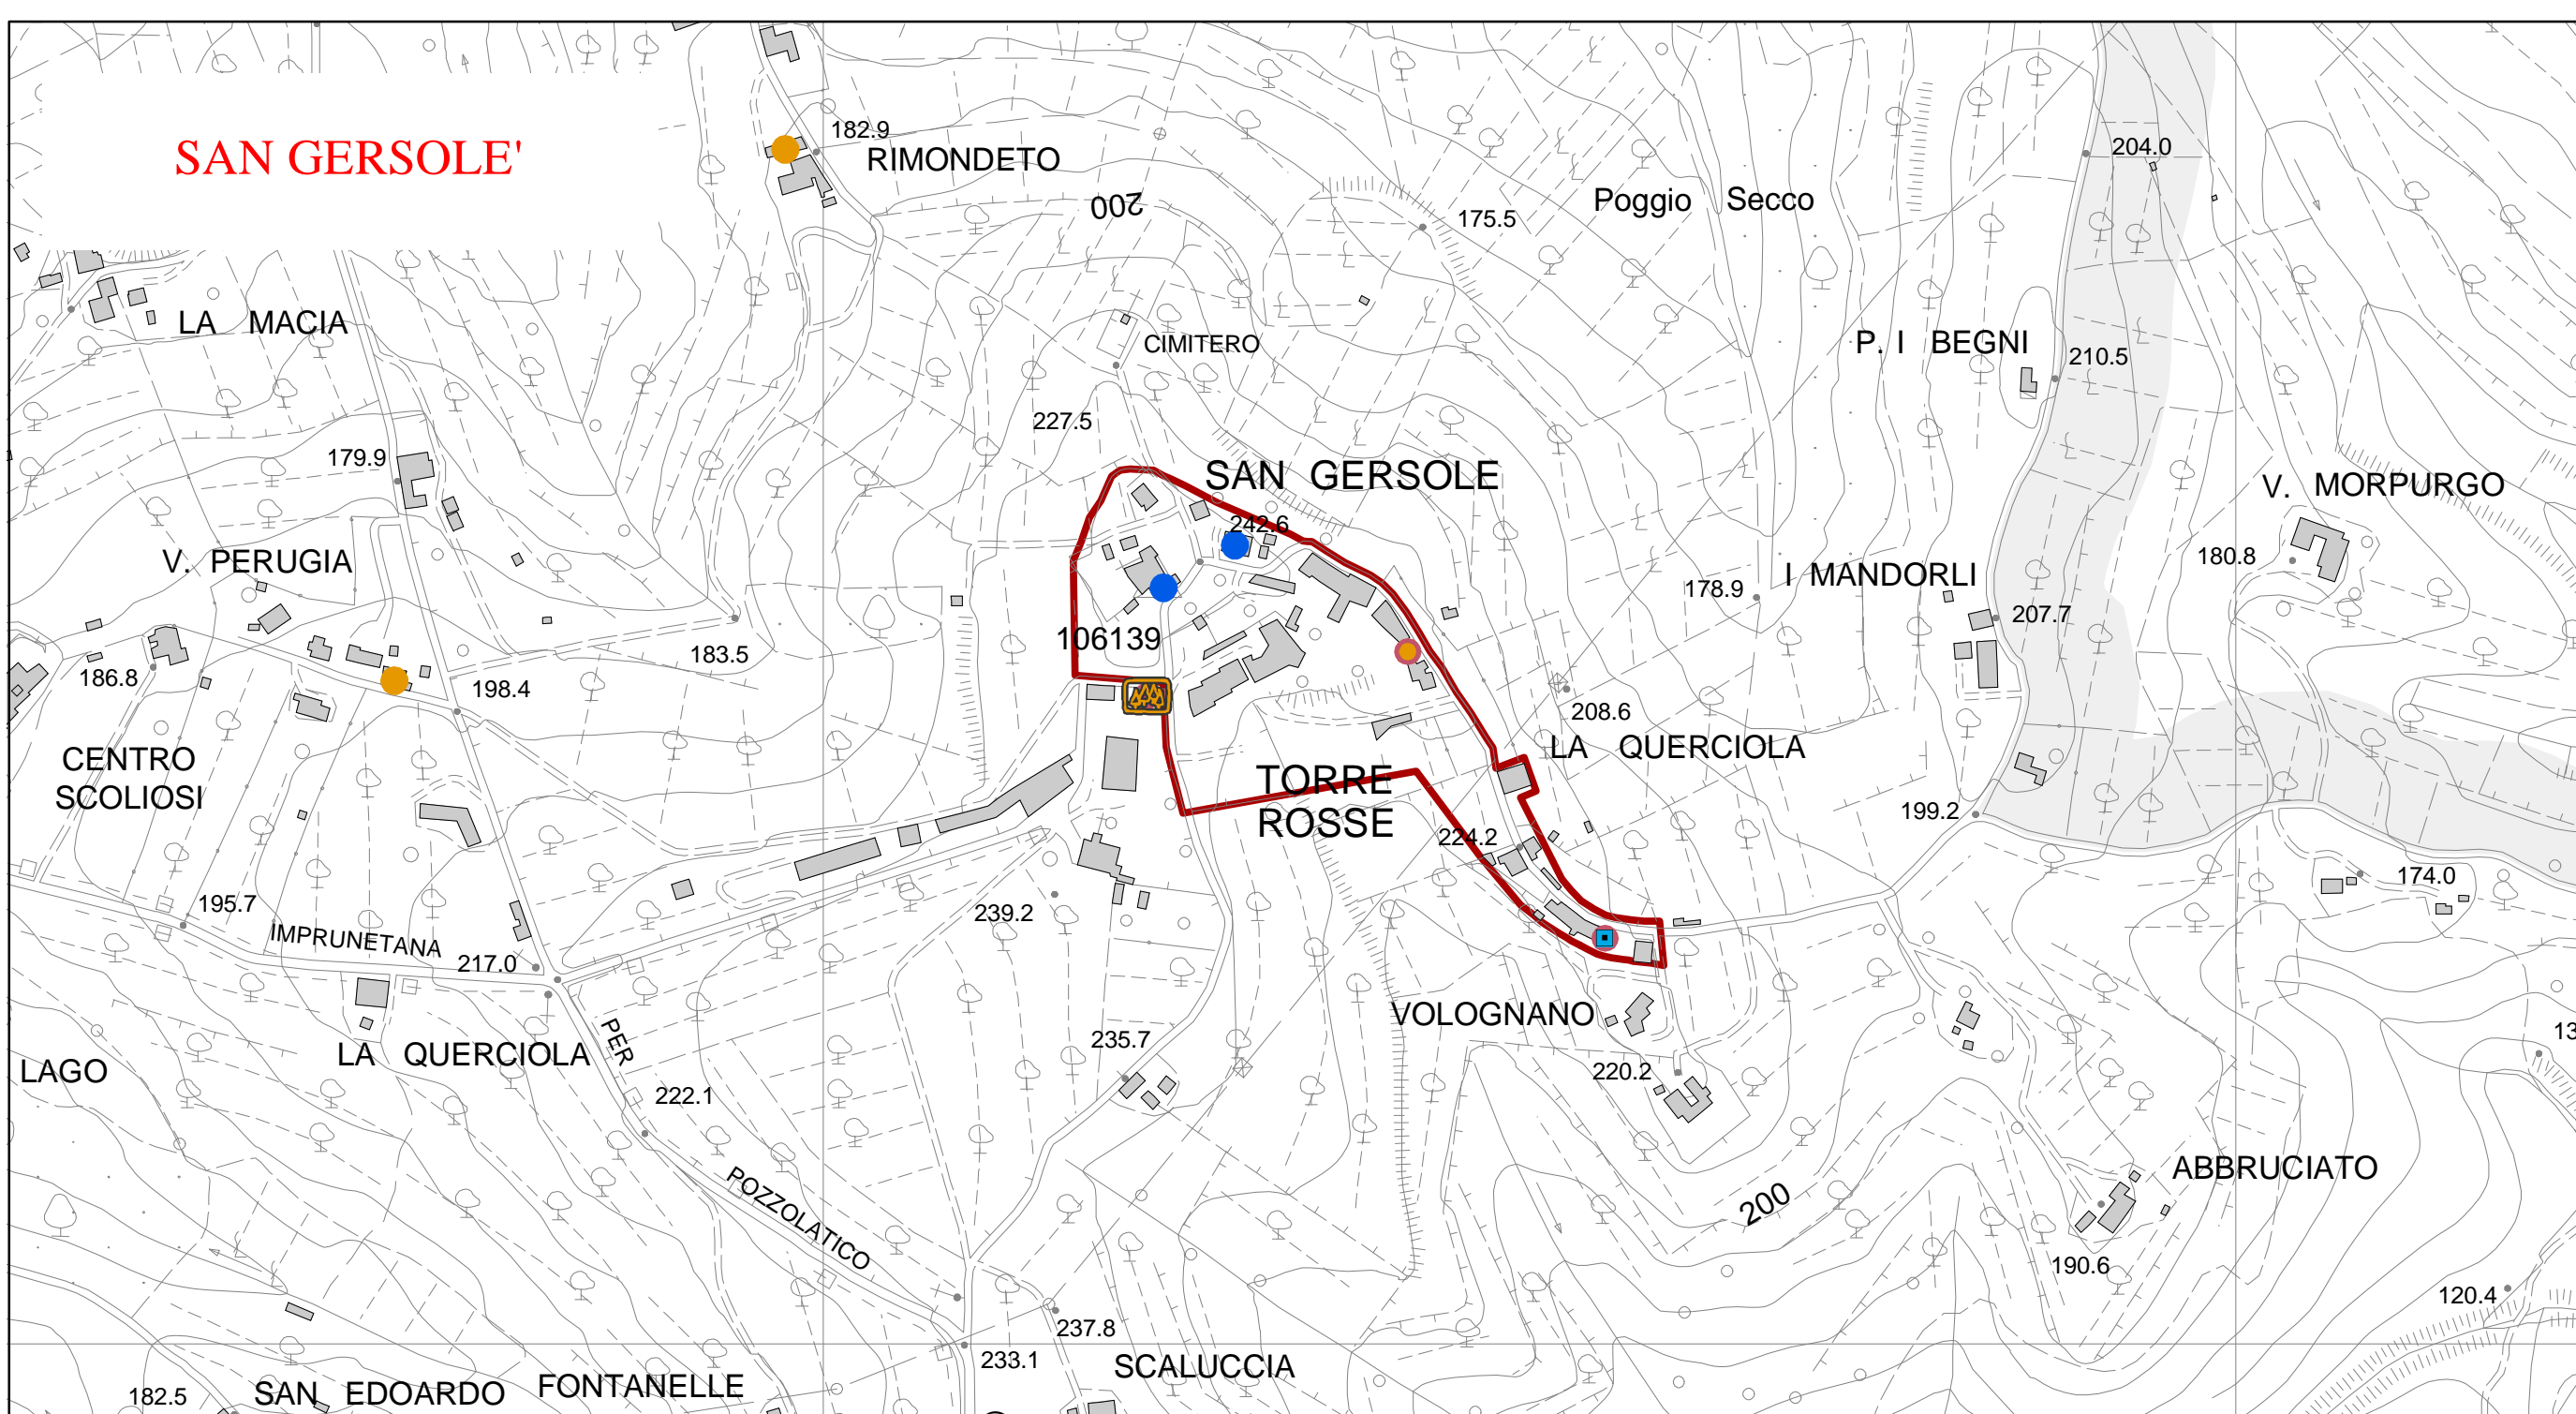 SAN GERSOLE'
182.9
RIMONDETO
200
175.5
Poggio Secco
204.0
LA MACIA
CIMITERO
P. I BEGNI
210.5
227.5
179.9
SAN GERSOLE
V. MORPURGO
242.6
V. PERUGIA
180.8
178.9
I MANDORLI
207.7
106139
183.5
186.8
198.4
208.6
LA QUERCIOLA
CENTRO
SCOLIOSI
TORRE
ROSSE
199.2
224.2
174.0
195.7
239.2
IMPRUNETANA
217.0
VOLOGNANO
PER
235.7
LA QUERCIOLA
LAGO
220.2
222.1
ABBRUCIATO
POZZOLATICO
200
190.6
120.4
237.8
233.1
SCALUCCIA
182.5
SAN EDOARDO
FONTANELLE